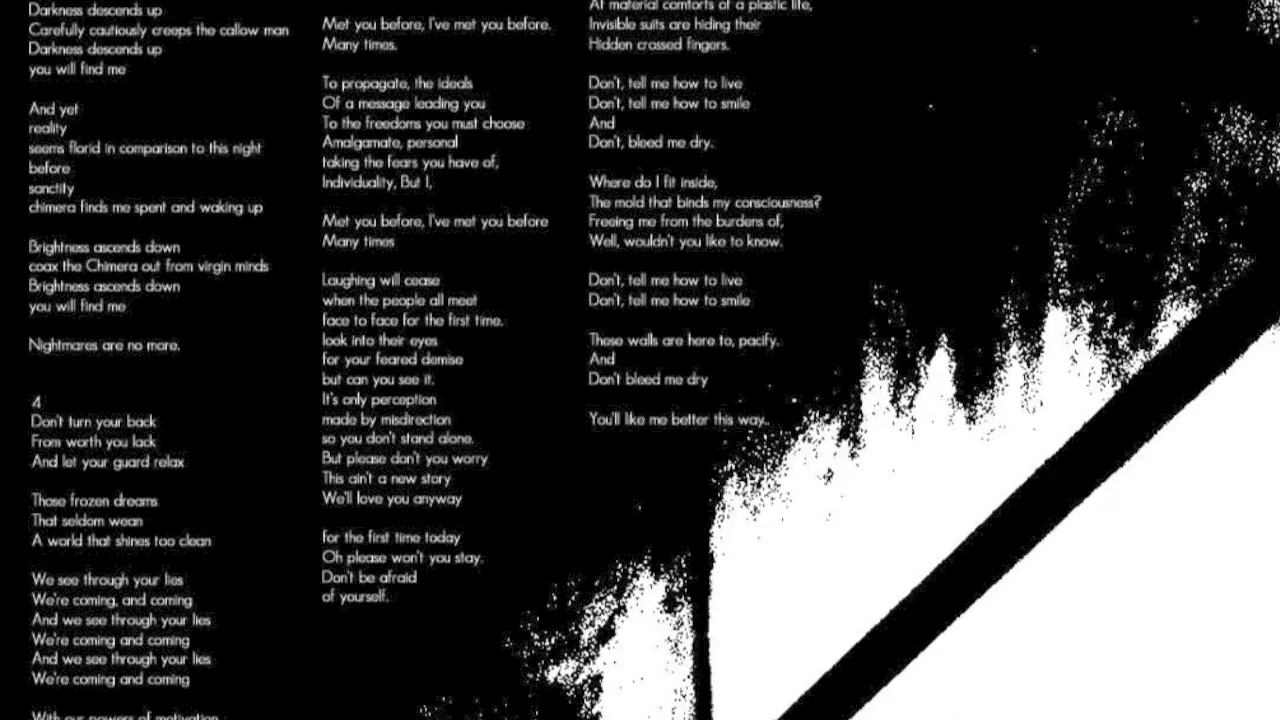 Darkness descends up
Carefully cautiously creeps the callow man
Darkness descends up
you will find me
And yet
reality
seems florid in comparison to this night
before
sanctity
chimera finds me spent and waking up
Brightness ascends down
coax the Chimera out from virgin minds
Brightness ascends down
you will find me
Nightmares are no more.
4
Don't turn your back
From worth you lack
And let your guard relax
Those frozen dreams
That seldom wean
A world that shines too clean
We see through your lies
We're coming, and coming
And we see through your lies
We're coming and coming
And we see through your lies
We're coming and coming
With our powers of motivation
Met you before, I've met you before.
Many times.
To propagate, the ideals
Of a message leading you
To the freedoms you must choose
Amalgamate, personal
taking the fears you have of,
Individuality, But I,
Met you before, I've met you before
Many times
Laughing will cease
when the people all meet
face to face for the first time.
look into their eyes
for your feared demise
but can you see it.
It's only perception
made by misdirection
so you don't stand alone.
But please don't you worry
This ain't a new story
We'll love you anyway
for the first time today
Oh please won't you stay.
Don't be afraid
of yourself.
At material comforts of a plastic life,
Invisible suits are hiding their
Hidden crossed fingers.
Don't, tell me how to live
Don't, tell me how to smile
And
Don't, bleed me dry.
Where do I fit inside,
The mold that binds my consciousness?
Freeing me from the burdens of,
Well, wouldn't you like to know.
Don't, tell me how to live
Don't, tell me how to smile
These walls are here to, pacify.
And
Don't bleed me dry
You'll like me better this way..